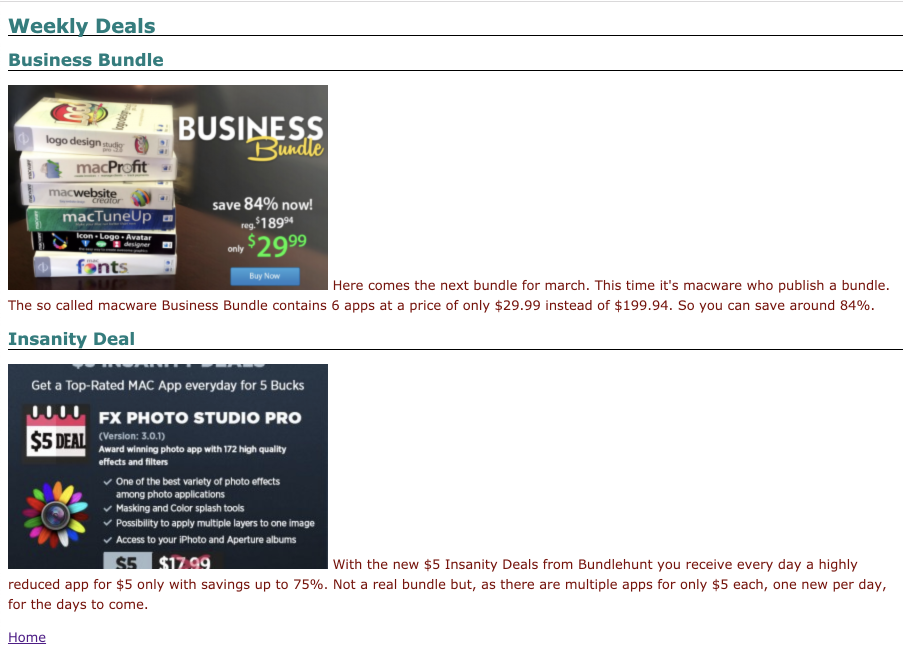 Weekly Deals
Business Bundle
logo design studio
macProfit
macwebsite
creator
macTuneUp
Icon • Logo • Avatar
designer
mac
fonts
BUSINESS
Bundle
save 84% now!
reg. $189⁹⁴
only $29⁹⁹
Buy Now
Here comes the next bundle for march. This time it's macware who publish a bundle.
The so called macware Business Bundle contains 6 apps at a price of only $29.99 instead of $199.94. So you can save around 84%.
Insanity Deal
$5 INSANITY DEALS
Get a Top-Rated MAC App everyday for 5 Bucks
$5 DEAL
FX PHOTO STUDIO PRO
(Version: 3.0.1)
Award winning photo app with 172 high quality
effects and filters
✓ One of the best variety of photo effects
among photo applications
✓ Masking and Color splash tools
✓ Possibility to apply multiple layers to one image
✓ Access to your iPhoto and Aperture albums
$5 $17.99
With the new $5 Insanity Deals from Bundlehunt you receive every day a highly
reduced app for $5 only with savings up to 75%. Not a real bundle but, as there are multiple apps for only $5 each, one new per day,
for the days to come.
Home